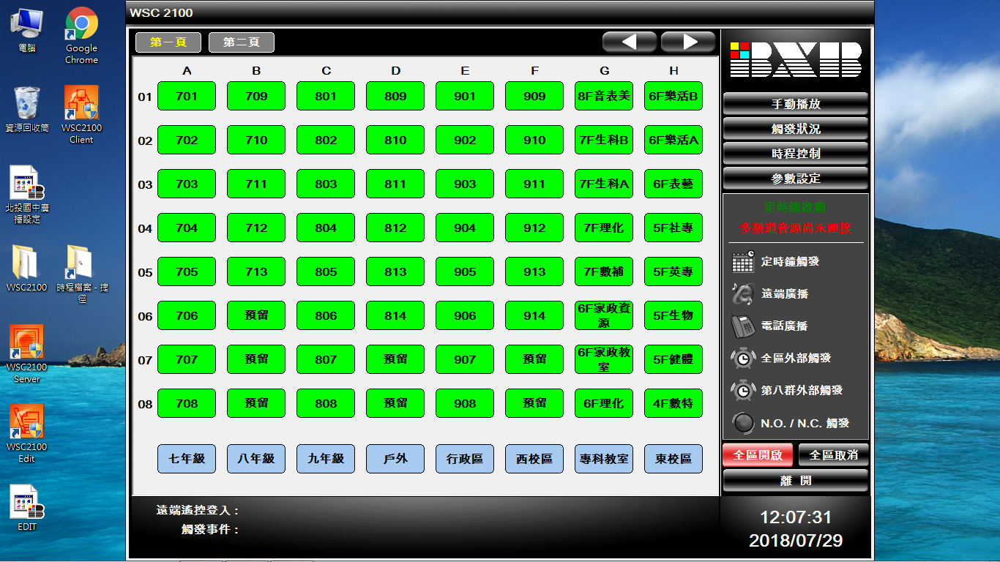 電腦
Google
Chrome
資源回收筒
WSC2100
Client
北投國中廣
播設定
WSC2100
時程檔案 - 捷
徑
WSC2100
Server
WSC2100
Edit
EDIT
WSC 2100
第一頁 第二頁
A B C D E F G H
01 701 709 801 809 901 909 8F音表美 6F樂活B
02 702 710 802 810 902 910 7F生科B 6F樂活A
03 703 711 803 811 903 911 7F生科A 6F表藝
04 704 712 804 812 904 912 7F理化 5F社專
05 705 713 805 813 905 913 7F數補 5F英專
06 706 預留 806 814 906 914 6F家政資源 5F生物
07 707 預留 807 預留 907 預留 6F家政教室 5F健體
08 708 預留 808 預留 908 預留 6F理化 4F數特
七年級 八年級 九年級 戶外 行政區 西校區 專科教室 東校區
遠端遙控登入：
觸發事件：
BXB
手動播放
觸發狀況
時程控制
參數設定
定時鐘啟動
多頻道音源尚未連接
定時鐘觸發
遠端廣播
電話廣播
全區外部觸發
第八群外部觸發
N.O. / N.C. 觸發
全區開啟 全區取消
離 開
12:07:31
2018/07/29